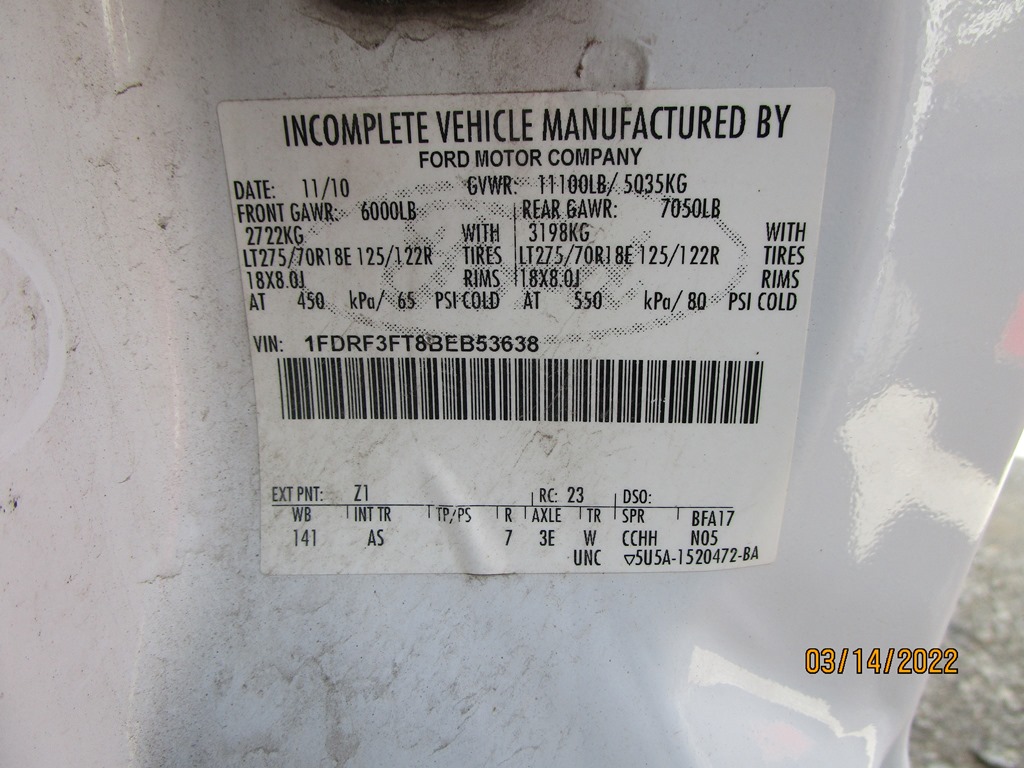 INCOMPLETE VEHICLE MANUFACTURED BY
FORD MOTOR COMPANY
DATE: 11/10 GVWR: 11100LB/ 5035KG
FRONT GAWR: 6000LB REAR GAWR: 7050LB
2722KG WITH 3198KG WITH
LT275/70R18E 125/122R TIRES LT275/70R18E 125/122R TIRES
18X8.0J RIMS 18X8.0J RIMS
AT 450 kPa/ 65 PSI COLD AT 550 kPa/ 80 PSI COLD
VIN: 1FDRF3FT8BEB53638
EXT PNT: Z1 RC: 23 DSO:
WB INT TR TP/PS R AXLE TR SPR BFA17
141 AS 7 3E W CCHH N05
UNC ▽5U5A-1520472-BA
03/14/2022